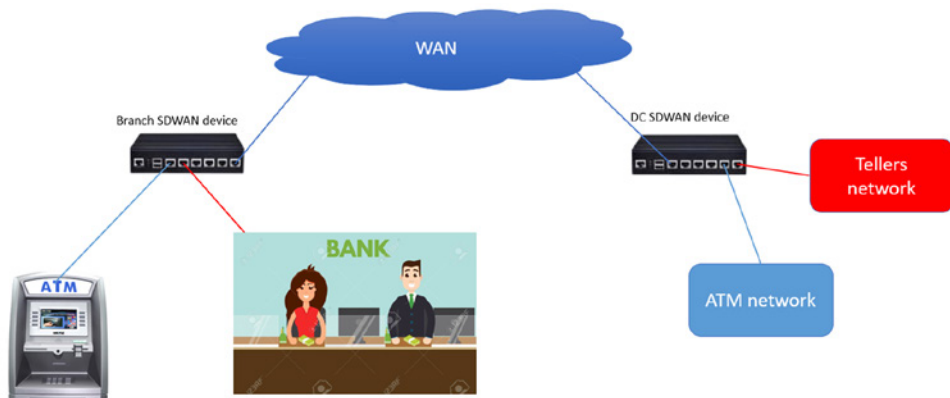 WAN
Branch SDWAN device
DC SDWAN device
Tellers
network
ATM
BANK
ATM network